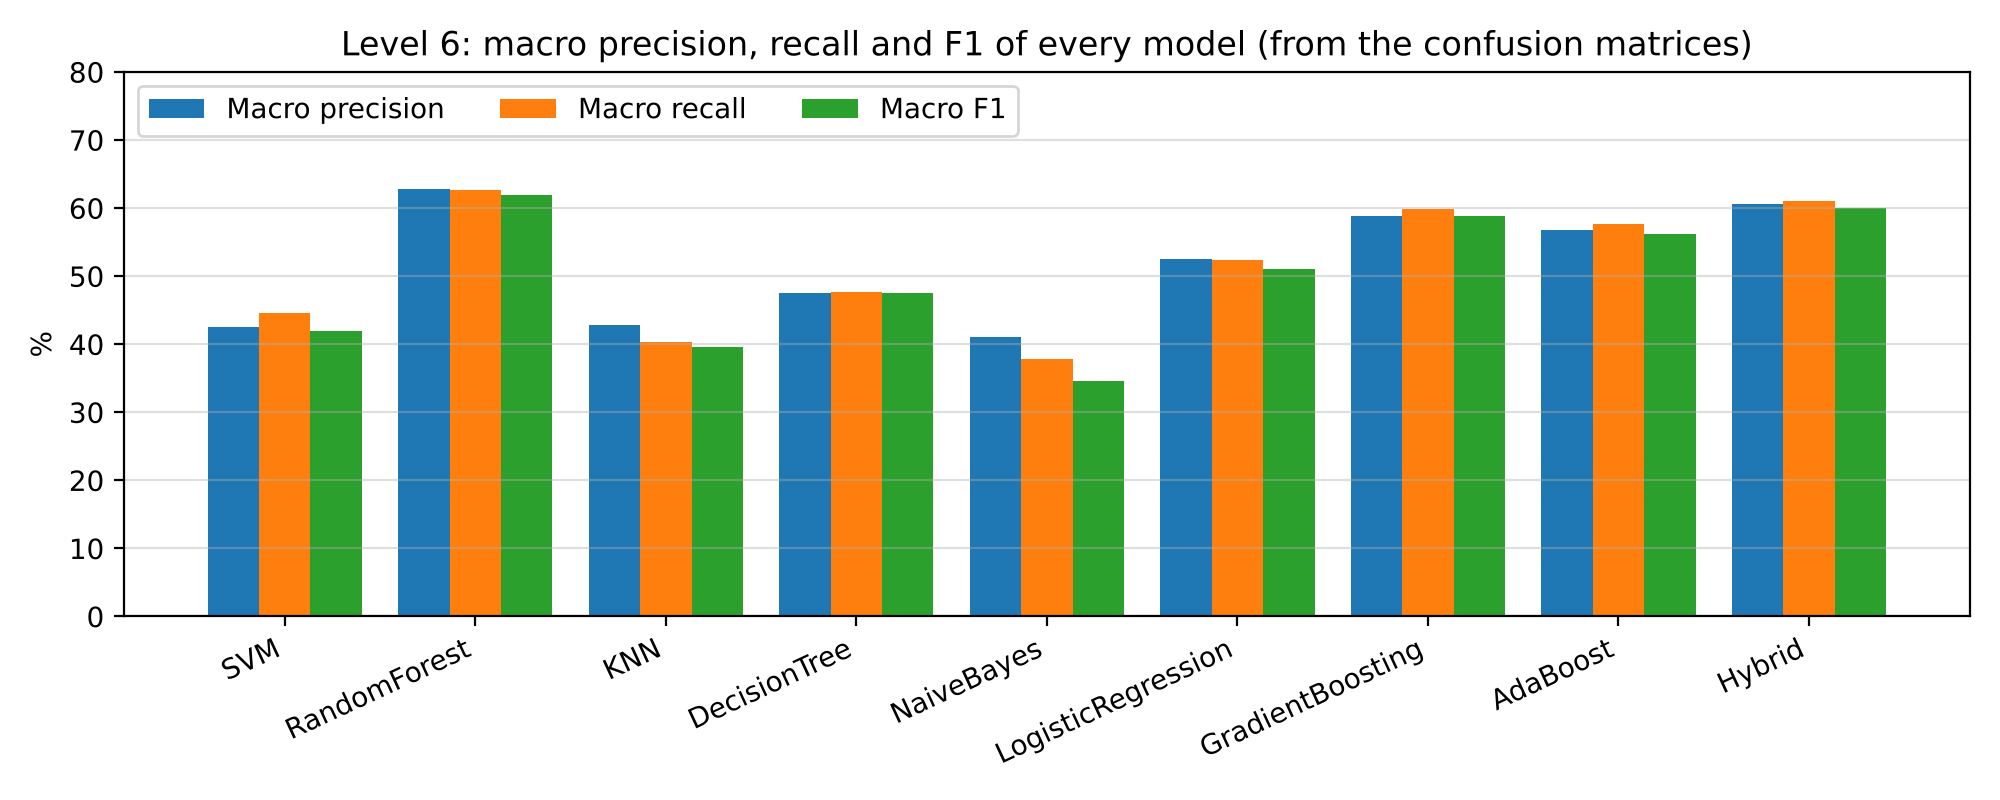 Level 6: macro precision, recall and F1 of every model (from the confusion matrices)
Macro precision Macro recall Macro F1
80
70
60
50
40
30
20
10
0
%
SVM
RandomForest
KNN
DecisionTree
NaiveBayes
LogisticRegression
GradientBoosting
AdaBoost
Hybrid